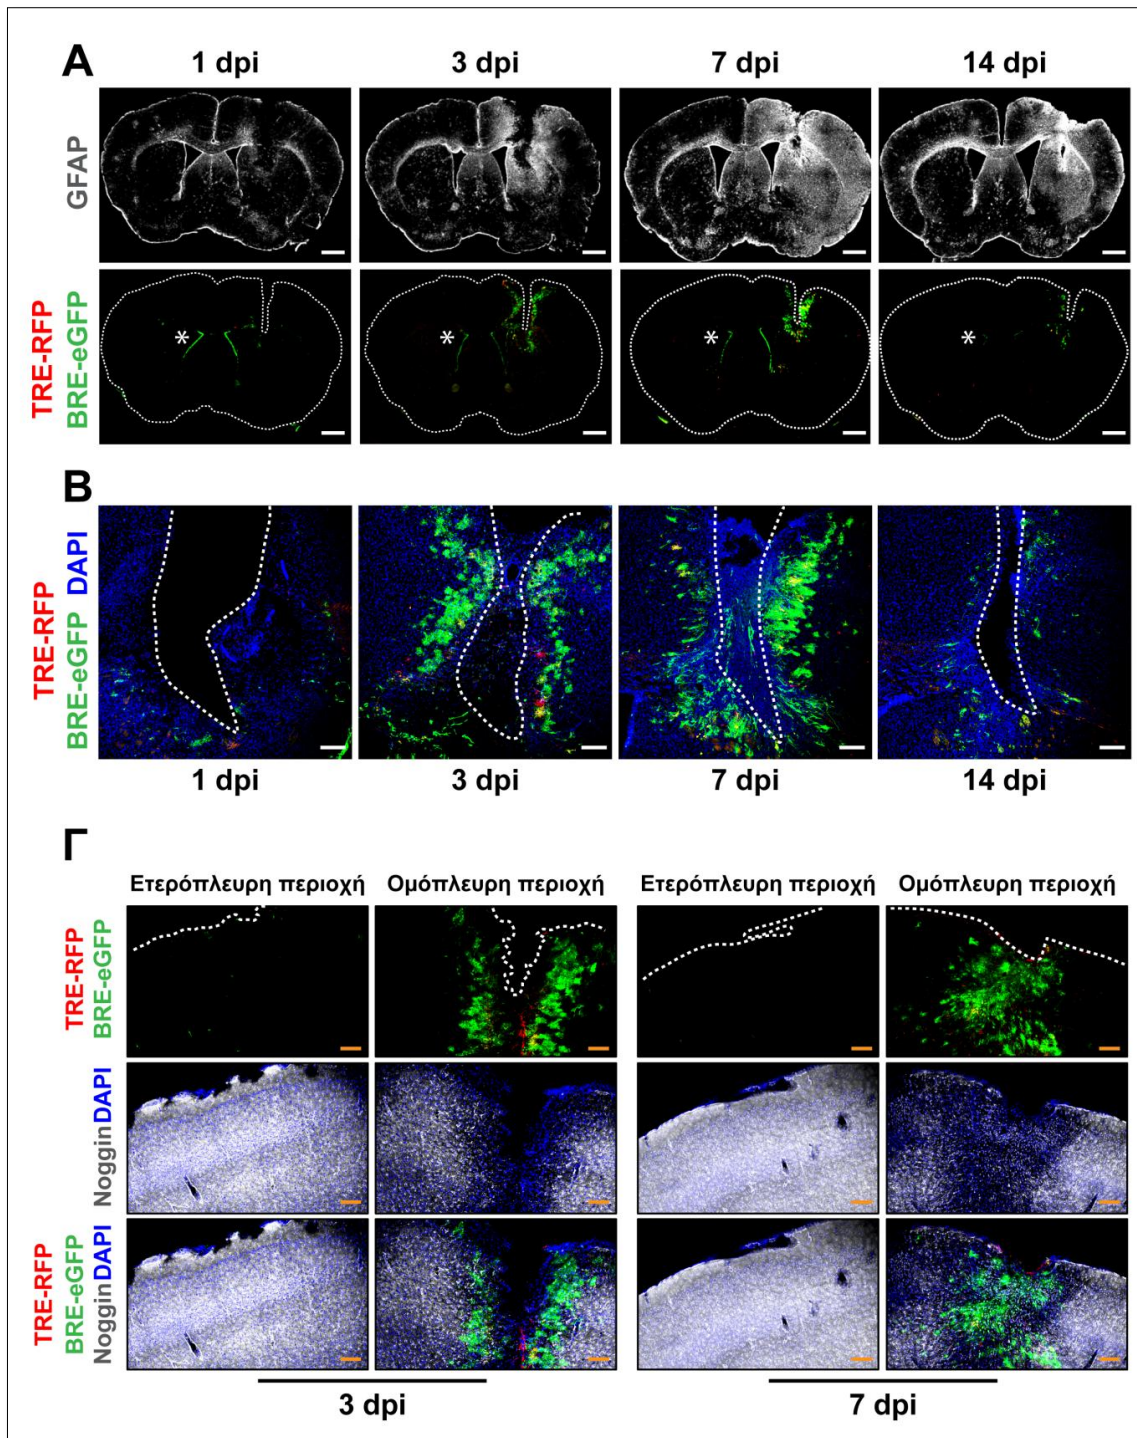 A
1 dpi 3 dpi 7 dpi 14 dpi
GFAP
TRE-RFP
BRE-eGFP
*
*
*
*
B
TRE-RFP
BRE-eGFP DAPI
1 dpi 3 dpi 7 dpi 14 dpi
Γ
Ετερόπλευρη περιοχή Ομόπλευρη περιοχή Ετερόπλευρη περιοχή Ομόπλευρη περιοχή
TRE-RFP
BRE-eGFP
Noggin DAPI
TRE-RFP
BRE-eGFP
Noggin DAPI
3 dpi 7 dpi